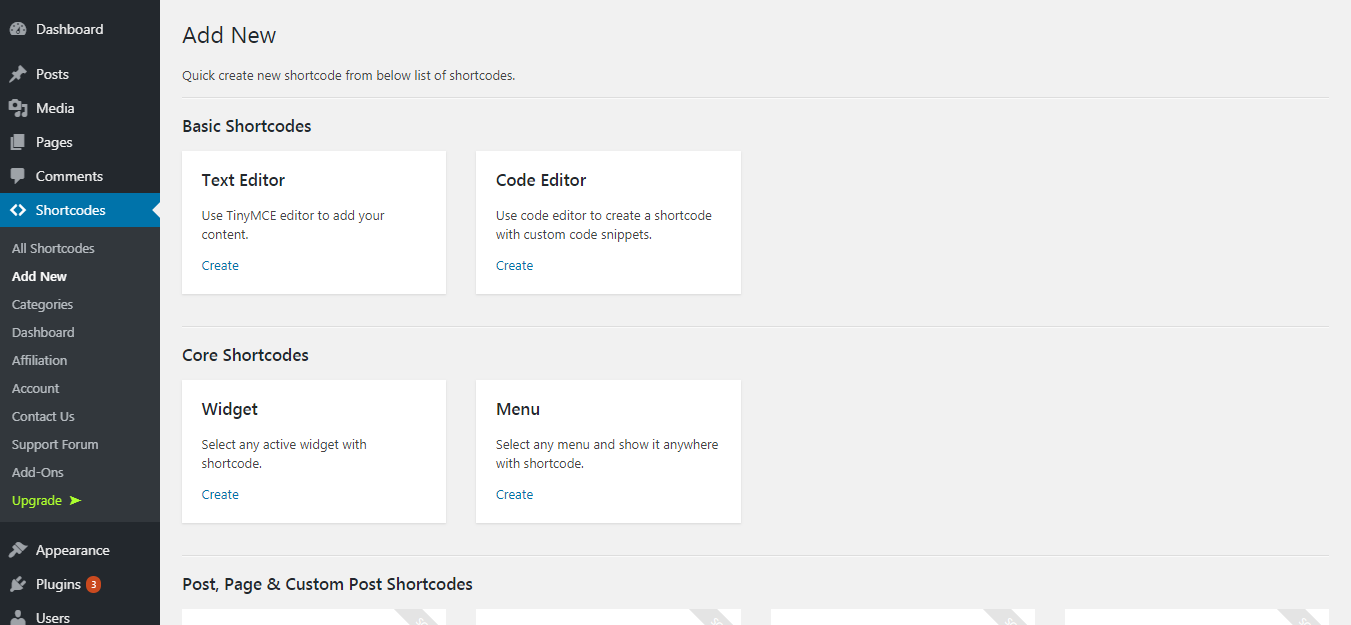 Dashboard
Posts
Media
Pages
Comments
Shortcodes
All Shortcodes
Add New
Categories
Dashboard
Affiliation
Account
Contact Us
Support Forum
Add-Ons
Upgrade ➤
Appearance
Plugins 3
Users
Add New
Quick create new shortcode from below list of shortcodes.
Basic Shortcodes
Text Editor
Use TinyMCE editor to add your
content.
Create
Code Editor
Use code editor to create a shortcode
with custom code snippets.
Create
Core Shortcodes
Widget
Select any active widget with
shortcode.
Create
Menu
Select any menu and show it anywhere
with shortcode.
Create
Post, Page & Custom Post Shortcodes